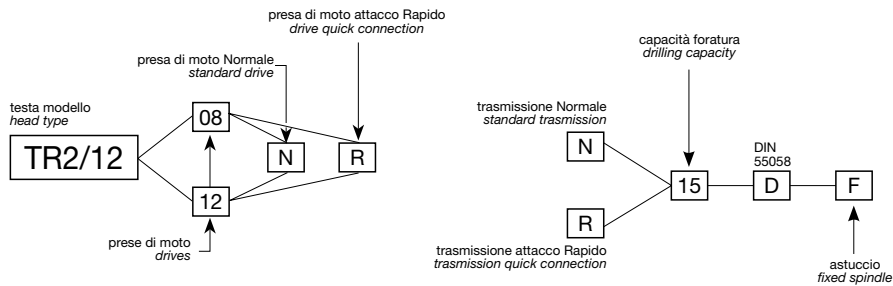 presa di moto attacco Rapido
drive quick connection
presa di moto Normale
standard drive
testa modello
head type
TR2/12
08
N
R
12
prese di moto
drives
capacità foratura
drilling capacity
trasmissione Normale
standard trasmission
N
DIN
55058
15
D
F
R
trasmissione attacco Rapido
trasmission quick connection
astuccio
fixed spindle